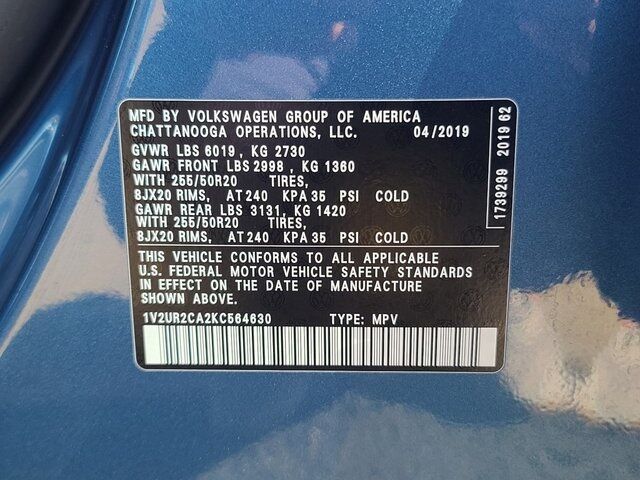 MFD BY VOLKSWAGEN GROUP OF AMERICA
CHATTANOOGA OPERATIONS, LLC. 04/2019
GVWR LBS 6019, KG 2730
GAWR FRONT LBS 2998, KG 1360
WITH 255/50R20 TIRES,
8JX20 RIMS, AT 240 KPA 35 PSI COLD
GAWR REAR LBS 3131, KG 1420
WITH 255/50R20 TIRES,
8JX20 RIMS, AT 240 KPA 35 PSI COLD
THIS VEHICLE CONFORMS TO ALL APPLICABLE
U.S. FEDERAL MOTOR VEHICLE SAFETY STANDARDS
IN EFFECT ON THE DATE OF MANUFACTURE
SHOWN ABOVE.
1V2UR2CA2KC564630 TYPE: MPV
1739299 2019 62